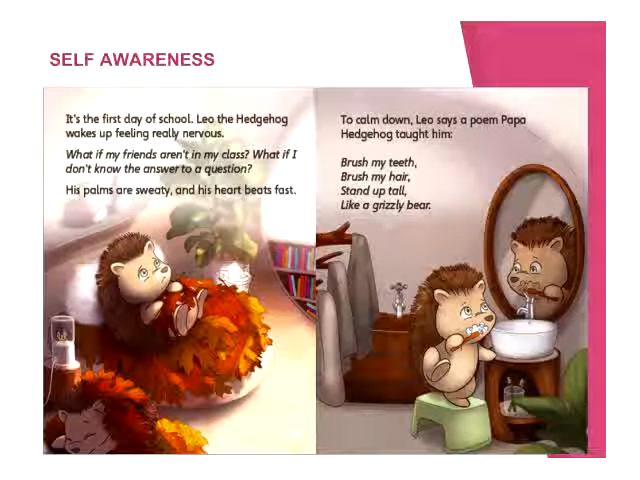 SELF AWARENESS
It's the first day of school. Leo the Hedgehog
wakes up feeling really nervous.
What if my friends aren't in my class? What if I
don't know the answer to a question?
His palms are sweaty, and his heart beats fast.
To calm down, Leo says a poem Papa
Hedgehog taught him:
Brush my teeth,
Brush my hair,
Stand up tall,
Like a grizzly bear.